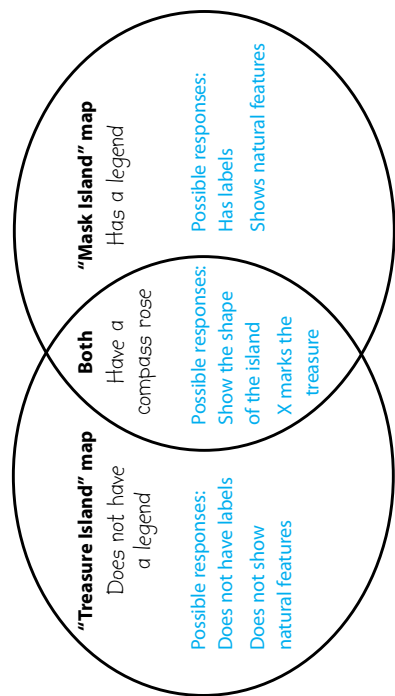 "Treasure Island" map
Does not have
a legend
Possible responses:
Does not have labels
Does not show
natural features
Both
Have a
compass rose
Possible responses:
Show the shape
of the island
X marks the
treasure
"Mask Island" map
Has a legend
Possible responses:
Has labels
Shows natural features